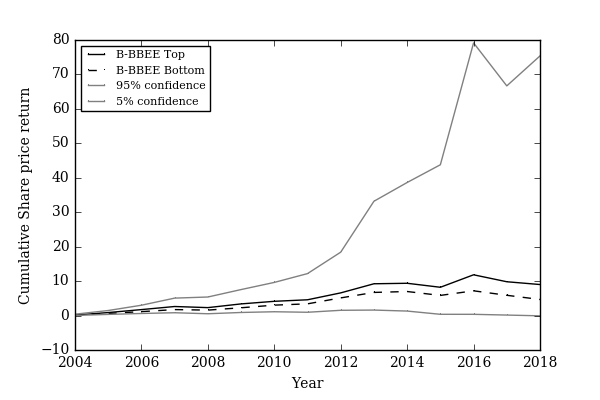 80
70
60
50
40
30
20
10
0
−10
Cumulative Share price return
B-BBEE Top
B-BBEE Bottom
95% confidence
5% confidence
2004 2006 2008 2010 2012 2014 2016 2018
Year